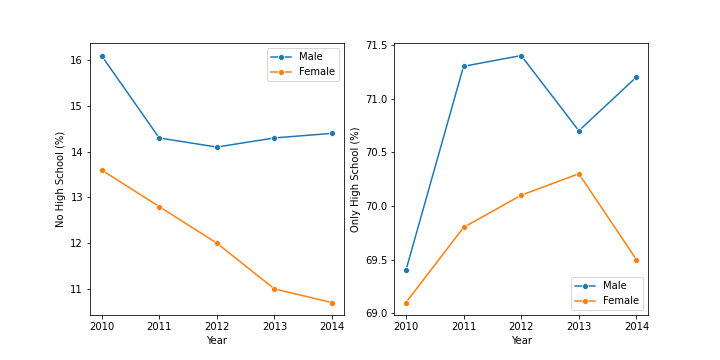 No High School (%)
16
15
14
13
12
11
2010 2011 2012 2013 2014
Year
Male
Female
Only High School (%)
71.5
71.0
70.5
70.0
69.5
69.0
2010 2011 2012 2013 2014
Year
Male
Female